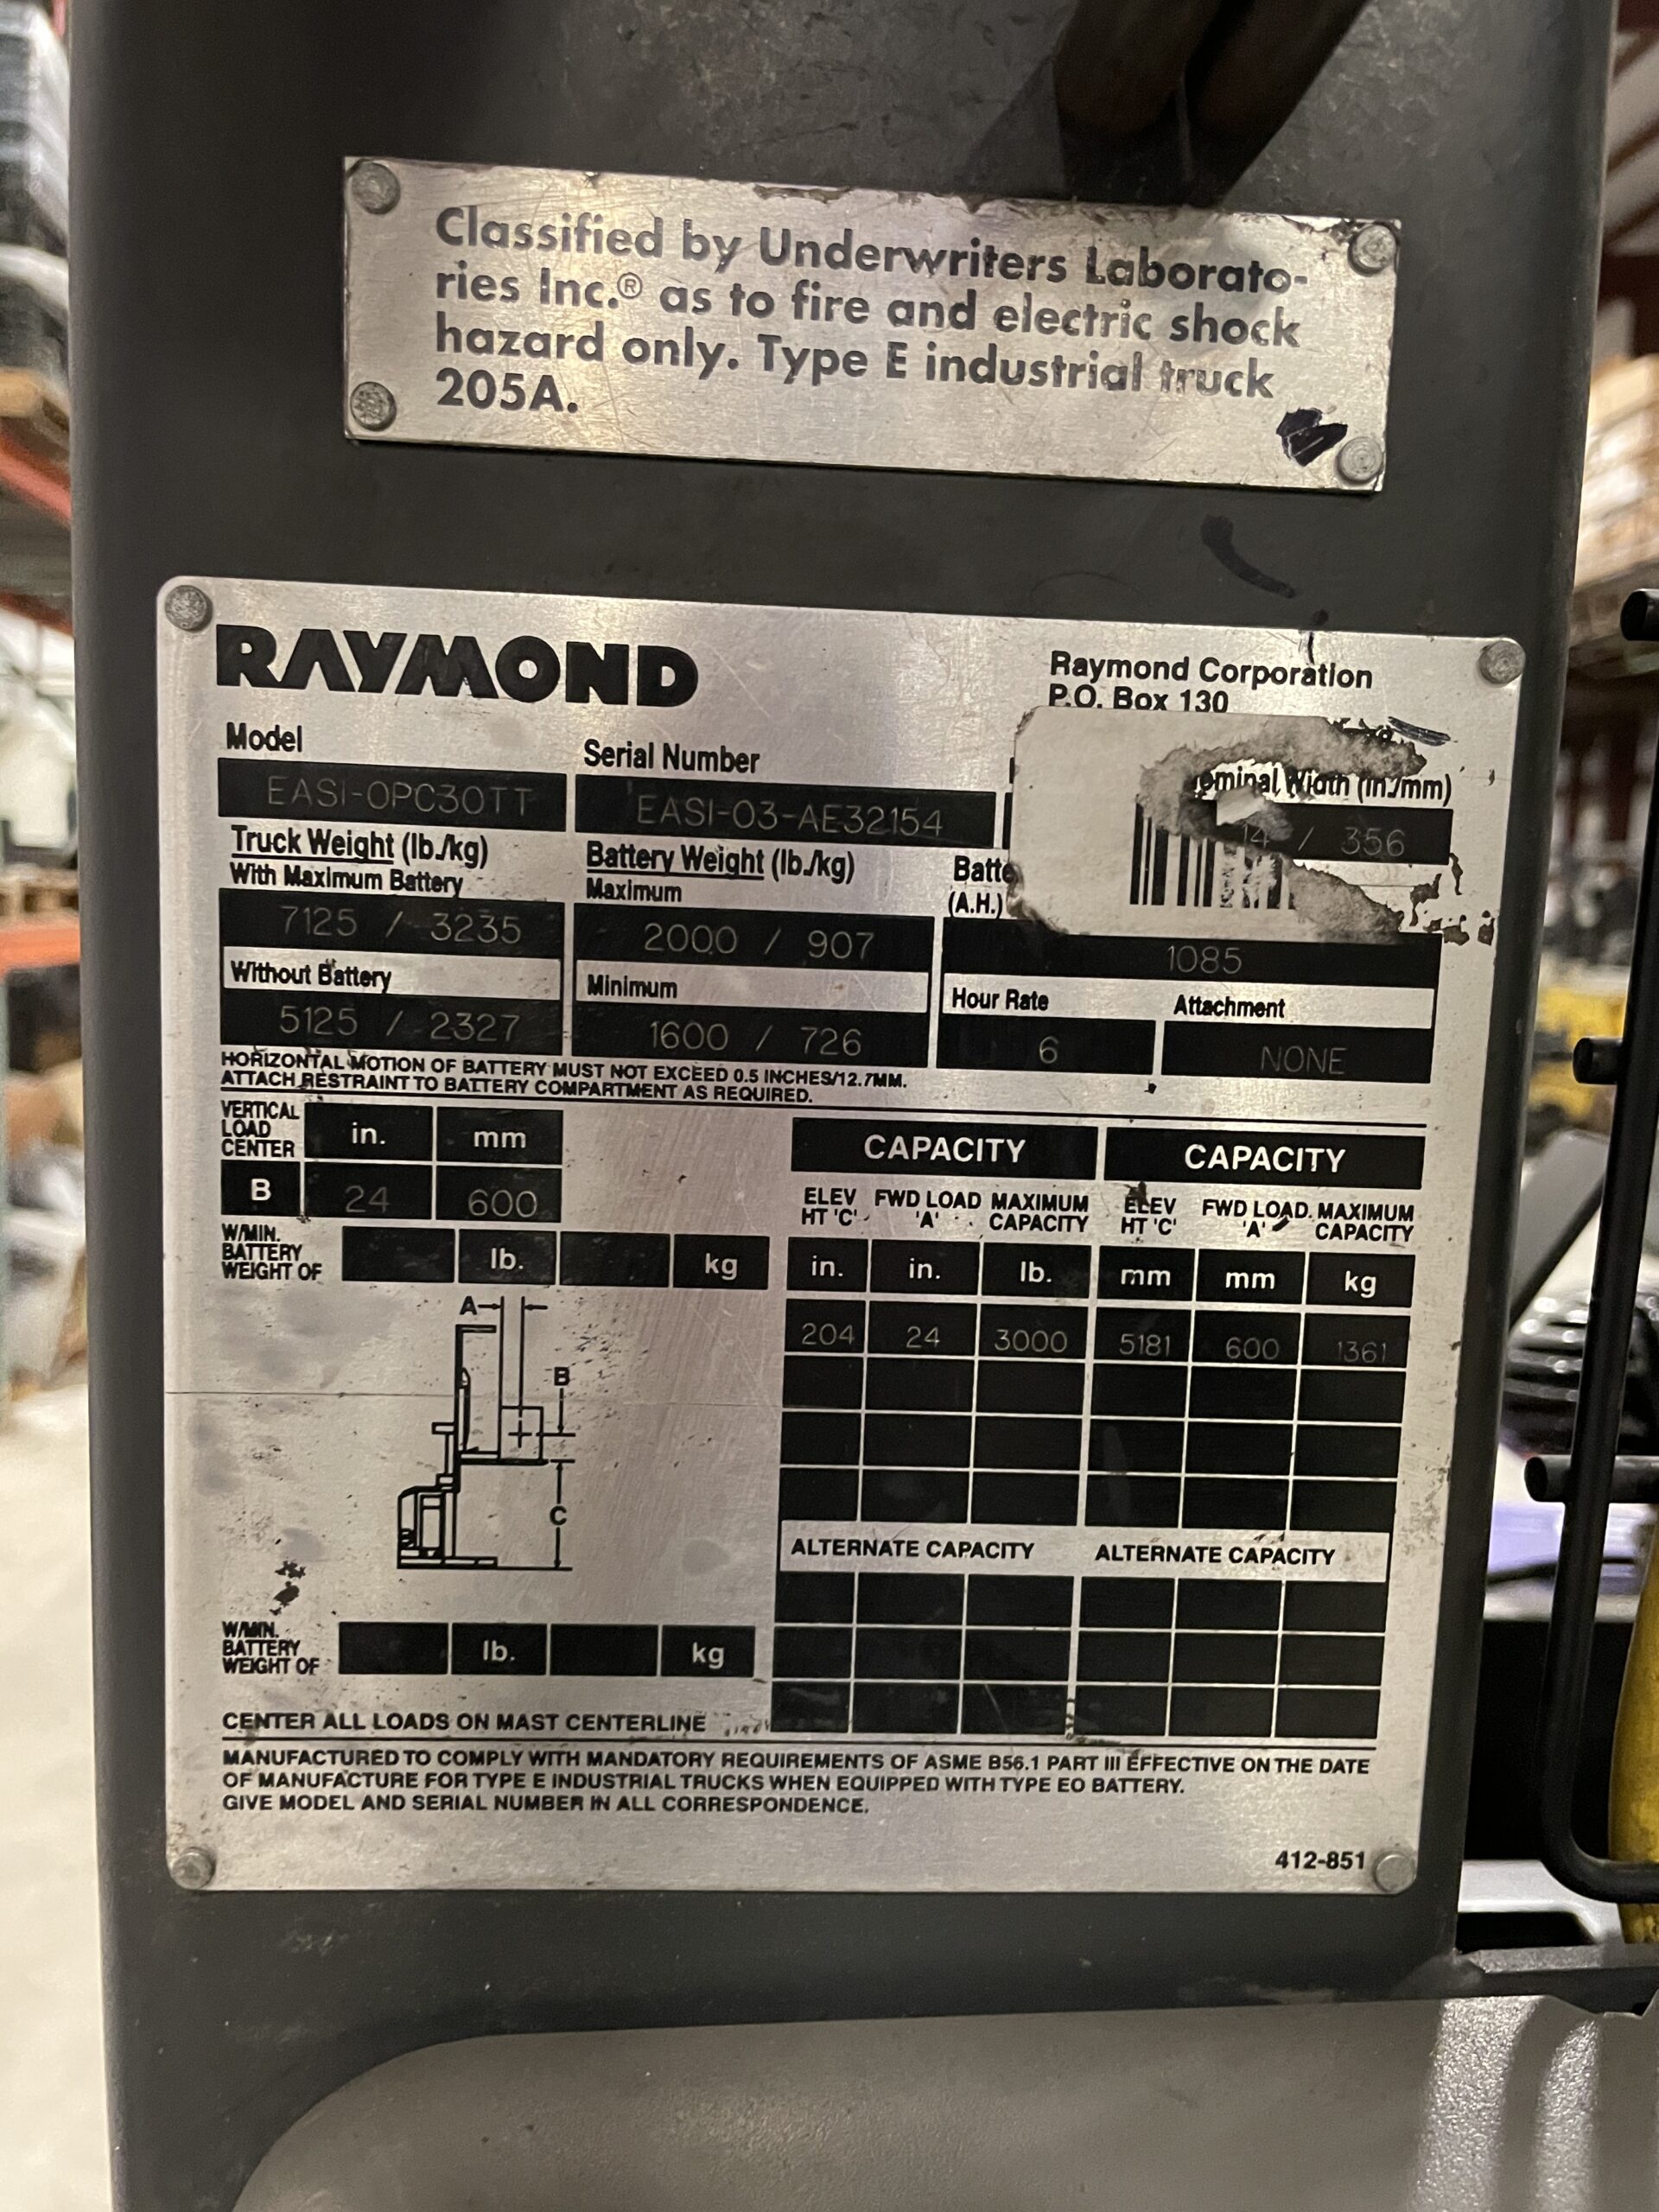 Classified by Underwriters Laborato-
ries Inc.® as to fire and electric shock
hazard only. Type E industrial truck
205A.
RAYMOND
Raymond Corporation
P.O. Box 130
Model
Serial Number
Width (in./mm)
EASI-OPC30TT
EASI-03-AE32154
14 / 356
Truck Weight (lb./kg)
Battery Weight (lb./kg)
With Maximum Battery
Maximum
(A.H.)
7125 / 3235
2000 / 907
1085
Without Battery
Minimum
Hour Rate
Attachment
5125 / 2327
1600 / 726
6
NONE
HORIZONTAL MOTION OF BATTERY MUST NOT EXCEED 0.5 INCHES/12.7MM.
ATTACH RESTRAINT TO BATTERY COMPARTMENT AS REQUIRED.
VERTICAL
LOAD
CENTER
in.
mm
B
24
600
W/MIN.
BATTERY
WEIGHT OF
lb.
kg
A
B
C
CAPACITY
CAPACITY
ELEV HT 'C'
FWD LOAD 'A'
MAXIMUM CAPACITY
ELEV HT 'C'
FWD LOAD 'A'
MAXIMUM CAPACITY
in.
in.
lb.
mm
mm
kg
204
24
3000
5181
600
1361
ALTERNATE CAPACITY
ALTERNATE CAPACITY
W/MIN.
BATTERY
WEIGHT OF
lb.
kg
CENTER ALL LOADS ON MAST CENTERLINE
MANUFACTURED TO COMPLY WITH MANDATORY REQUIREMENTS OF ASME B56.1 PART III EFFECTIVE ON THE DATE
OF MANUFACTURE FOR TYPE E INDUSTRIAL TRUCKS WHEN EQUIPPED WITH TYPE EO BATTERY.
GIVE MODEL AND SERIAL NUMBER IN ALL CORRESPONDENCE.
412-851